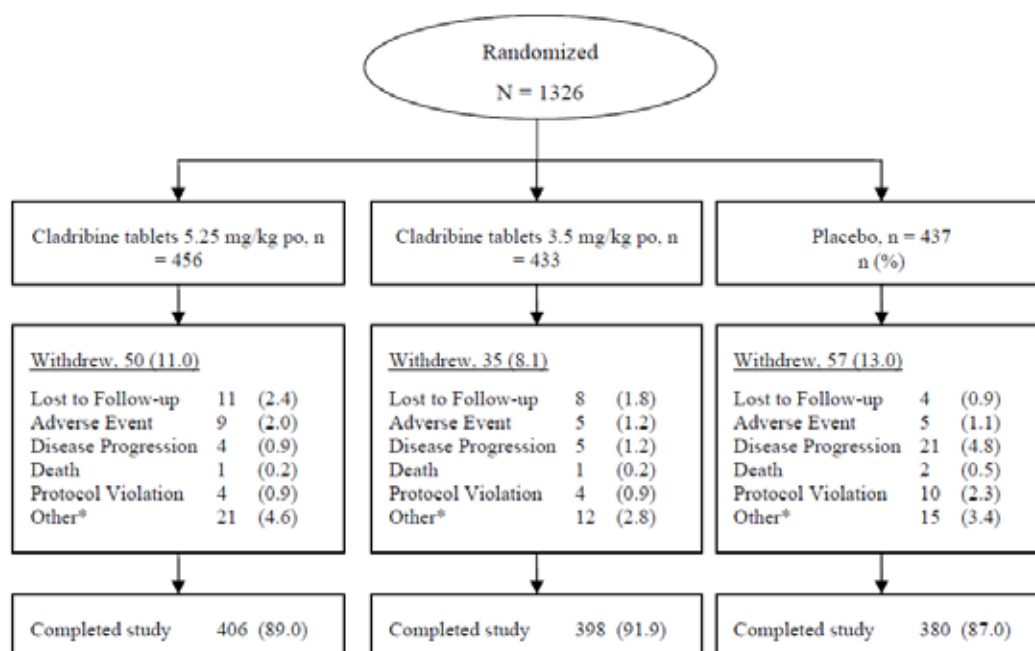 Randomized
N = 1326
Cladribine tablets 5.25 mg/kg po, n
= 456
Cladribine tablets 3.5 mg/kg po, n
= 433
Placebo, n = 437
n (%)
Withdrew, 50 (11.0)
Lost to Follow-up 11 (2.4)
Adverse Event 9 (2.0)
Disease Progression 4 (0.9)
Death 1 (0.2)
Protocol Violation 4 (0.9)
Other* 21 (4.6)
Withdrew, 35 (8.1)
Lost to Follow-up 8 (1.8)
Adverse Event 5 (1.2)
Disease Progression 5 (1.2)
Death 1 (0.2)
Protocol Violation 4 (0.9)
Other* 12 (2.8)
Withdrew, 57 (13.0)
Lost to Follow-up 4 (0.9)
Adverse Event 5 (1.1)
Disease Progression 21 (4.8)
Death 2 (0.5)
Protocol Violation 10 (2.3)
Other* 15 (3.4)
Completed study 406 (89.0)
Completed study 398 (91.9)
Completed study 380 (87.0)